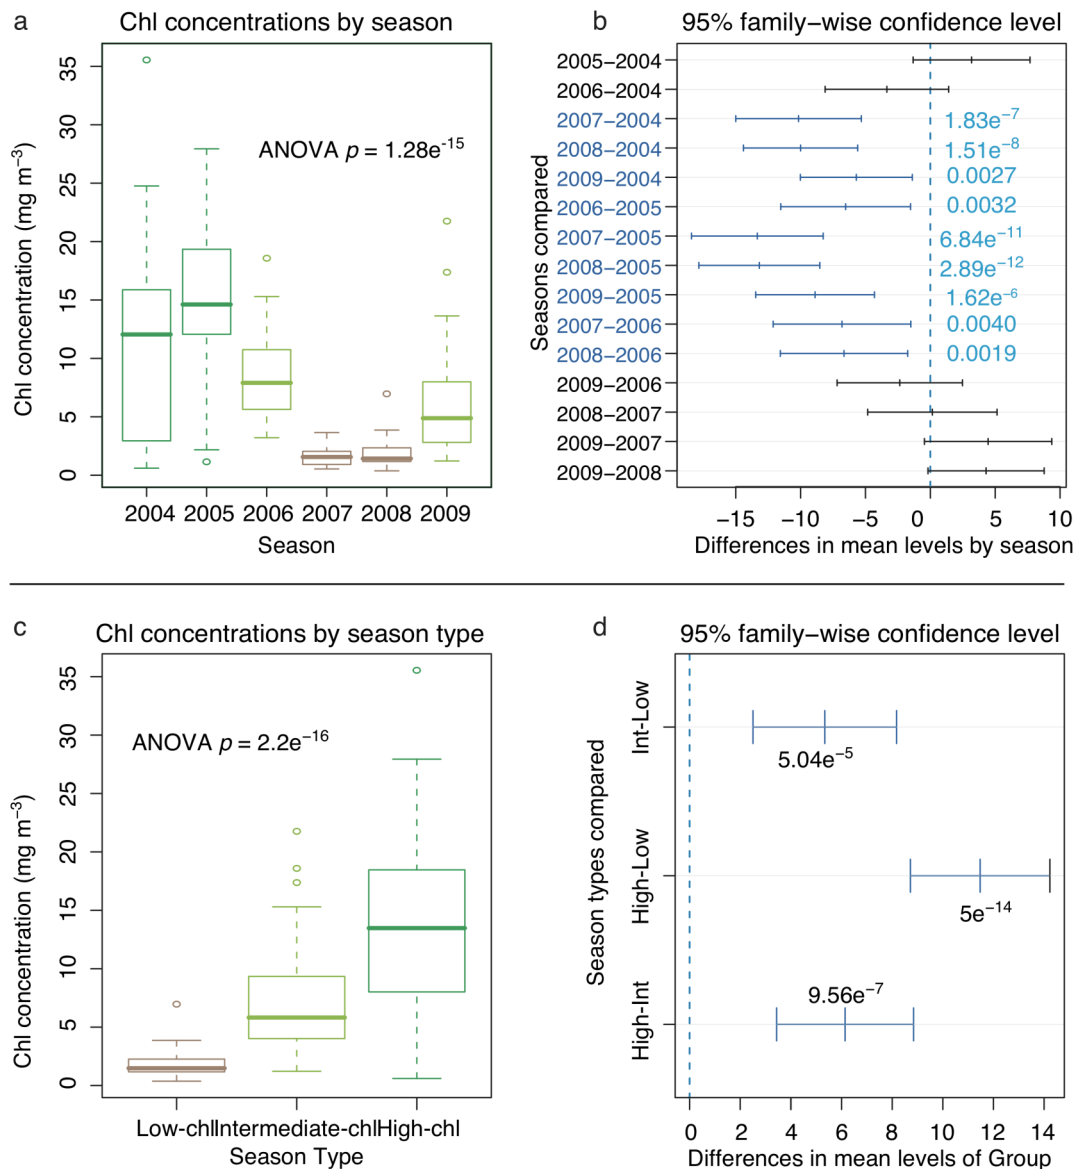 a
Chl concentrations by season
Chl concentration (mg m⁻³)
35
30
25
20
15
10
5
0
ANOVA p = 1.28e⁻¹⁵
2004 2005 2006 2007 2008 2009
Season
b
95% family−wise confidence level
Seasons compared
2005−2004
2006−2004
2007−2004 1.83e⁻⁷
2008−2004 1.51e⁻⁸
2009−2004 0.0027
2006−2005 0.0032
2007−2005 6.84e⁻¹¹
2008−2005 2.89e⁻¹²
2009−2005 1.62e⁻⁶
2007−2006 0.0040
2008−2006 0.0019
2009−2006
2008−2007
2009−2007
2009−2008
−15 −10 −5 0 5 10
Differences in mean levels by season
c
Chl concentrations by season type
Chl concentration (mg m⁻³)
35
30
25
20
15
10
5
0
ANOVA p = 2.2e⁻¹⁶
Low-chl Intermediate-chl High-chl
Season Type
d
95% family−wise confidence level
Season types compared
Int-Low
5.04e⁻⁵
High-Low
5e⁻¹⁴
High-Int
9.56e⁻⁷
0 2 4 6 8 10 12 14
Differences in mean levels of Group